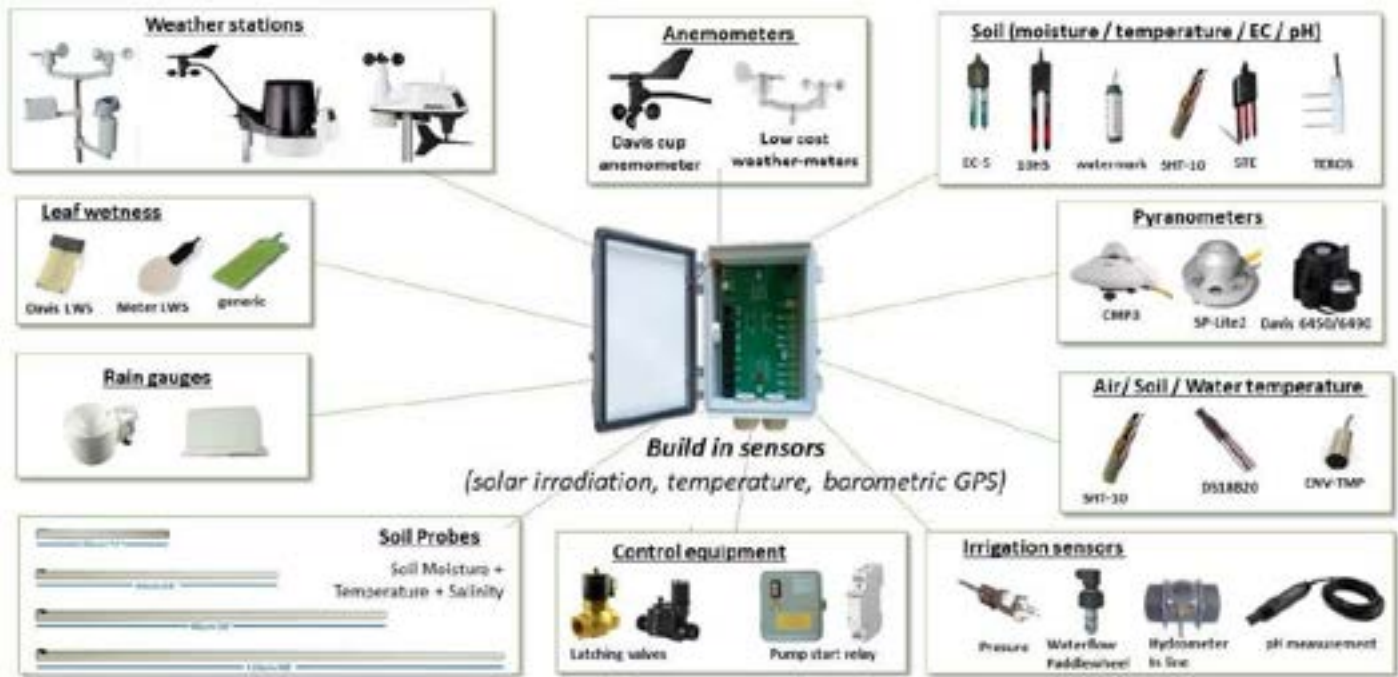 Weather stations
Anemometers
Davis cup
anemometer
Low cost
weather-meters
Soil (moisture / temperature / EC / pH)
EC-5
10HS
watermark
SHT-10
5TE
TEROS
Leaf wetness
Davis LWS
Meter LWS
generic
Pyranometers
CMP3
SP-Lite2
Davis 6450/6490
Rain gauges
Air/ Soil / Water temperature
SHT-10
DS18B20
CNV-TMP
Build in sensors
(solar irradiation, temperature, barometric GPS)
Soil Probes
Soil Moisture +
Temperature + Salinity
Control equipment
Latching valves
Pump start relay
Irrigation sensors
Presure
Waterflow
Paddlewheel
Hydrometer
In line
pH measurement